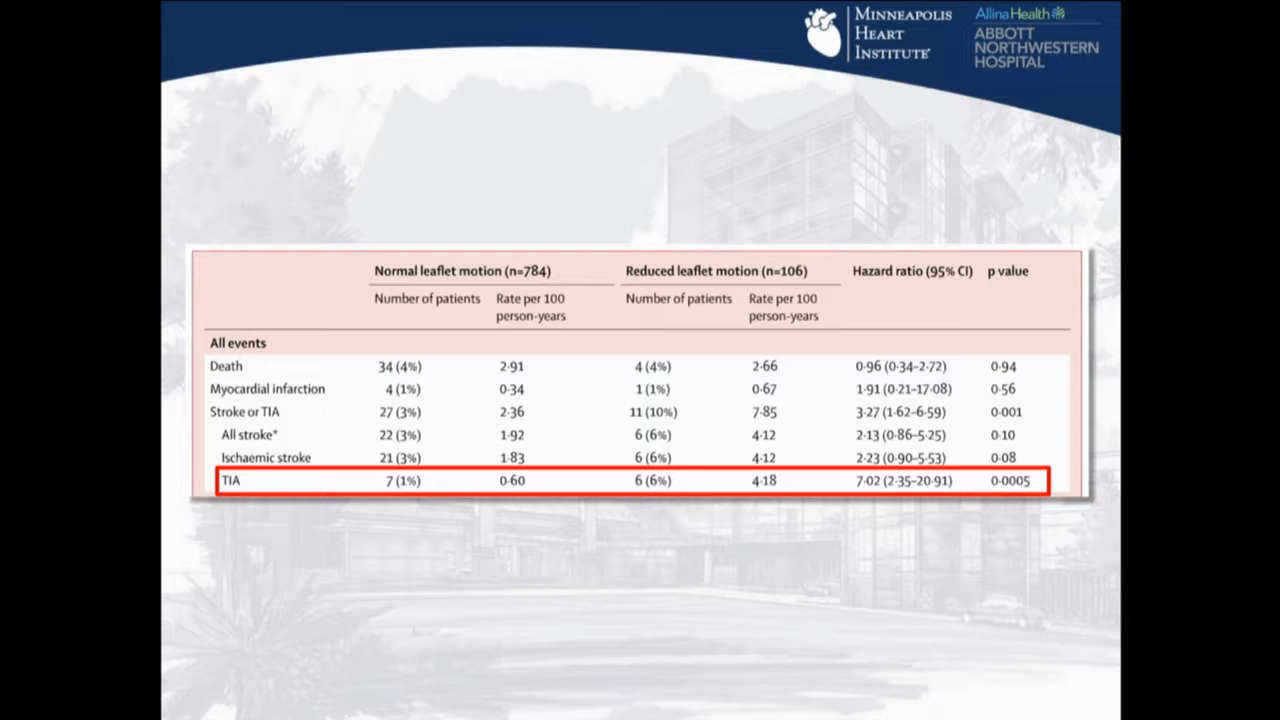 MINNEAPOLIS
HEART
INSTITUTE
AllinaHealth
ABBOTT
NORTHWESTERN
HOSPITAL
Normal leaflet motion (n=784) Reduced leaflet motion (n=106) Hazard ratio (95% CI) p value
Number of patients Rate per 100 person-years Number of patients Rate per 100 person-years
All events
Death 34 (4%) 2·91 4 (4%) 2·66 0·96 (0·34–2·72) 0·94
Myocardial infarction 4 (1%) 0·34 1 (1%) 0·67 1·91 (0·21–17·08) 0·56
Stroke or TIA 27 (3%) 2·36 11 (10%) 7·85 3·27 (1·62–6·59) 0·001
All stroke* 22 (3%) 1·92 6 (6%) 4·12 2·13 (0·86–5·25) 0·10
Ischaemic stroke 21 (3%) 1·83 6 (6%) 4·12 2·23 (0·90–5·53) 0·08
TIA 7 (1%) 0·60 6 (6%) 4·18 7·02 (2·35–20·91) 0·0005